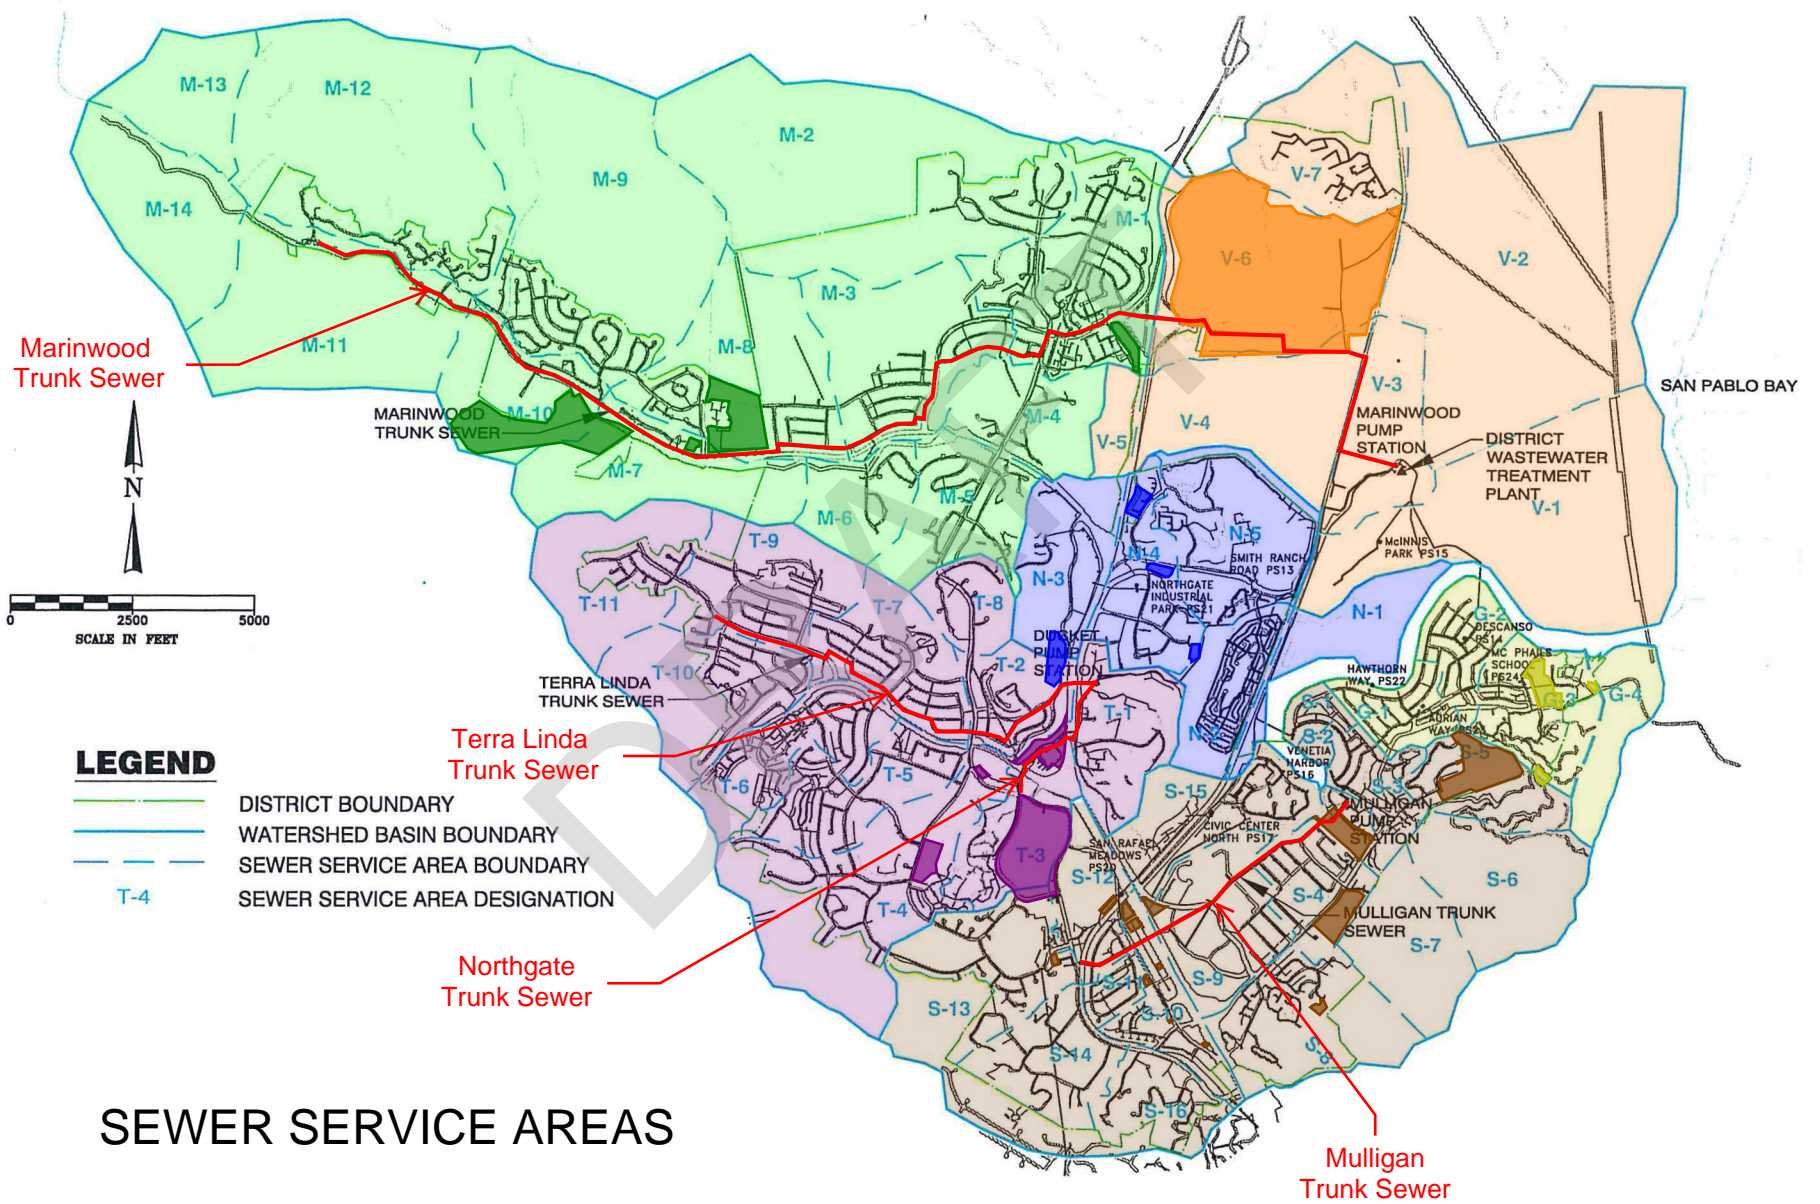 M-13
M-12
M-2
M-9
M-14
M-1
V-7
V-6
V-2
M-3
M-11
M-8
Marinwood
Trunk Sewer
V-3
SAN PABLO BAY
M-10
MARINWOOD
TRUNK SEWER
M-4
V-4
V-5
MARINWOOD
PUMP
STATION
DISTRICT
WASTEWATER
TREATMENT
PLANT
V-1
M-7
M-5
M-6
N
T-9
N-5
N-4
McINNIS
PARK PS15
SMITH RANCH
ROAD PS13
N-3
NORTHGATE
INDUSTRIAL
PARK PS21
T-11
T-7
T-8
N-1
0 2500 5000
SCALE IN FEET
G-2
DESCANSO
PS14
DUCKET
PUMP
STATION
T-2
T-10
MC PHAILS
SCHOOL
PS24
HAWTHORN
WAY PS22
TERRA LINDA
TRUNK SEWER
G-3
G-4
G-1
S-1
T-1
ADRIAN
WAY PS23
N-2
S-2
VENETIA
HARBOR
PS16
S-5
Terra Linda
Trunk Sewer
LEGEND
T-5
T-6
S-3
S-15
DISTRICT BOUNDARY
WATERSHED BASIN BOUNDARY
SEWER SERVICE AREA BOUNDARY
T-4 SEWER SERVICE AREA DESIGNATION
MULLIGAN
PUMP
STATION
CIVIC CENTER
NORTH PS17
SAN RAFAEL
MEADOWS
PS20
T-3
S-12
S-6
S-4
T-4
MULLIGAN TRUNK
SEWER
S-7
Northgate
Trunk Sewer
S-11
S-9
S-13
S-10
S-14
S-8
S-16
SEWER SERVICE AREAS
Mulligan
Trunk Sewer
DRAFT